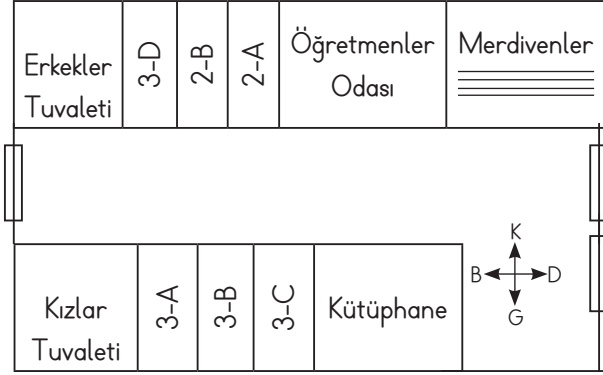 Erkekler
Tuvaleti
3-D
2-B
2-A
Öğretmenler
Odası
Merdivenler
K
B
D
G
Kızlar
Tuvaleti
3-A
3-B
3-C
Kütüphane